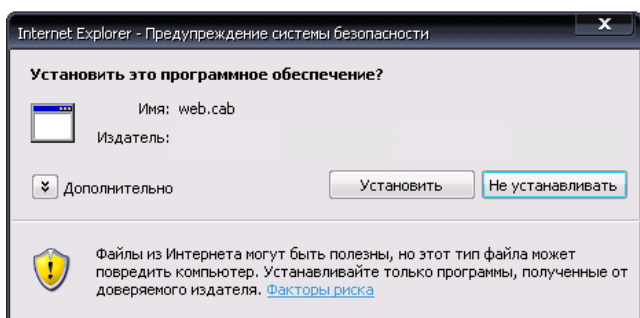 Internet Explorer - Предупреждение системы безопасности
Установить это программное обеспечение?
Имя: web.cab
Издатель:
Дополнительно
Установить
Не устанавливать
Файлы из Интернета могут быть полезны, но этот тип файла может
повредить компьютер. Устанавливайте только программы, полученные от
доверяемого издателя. Факторы риска